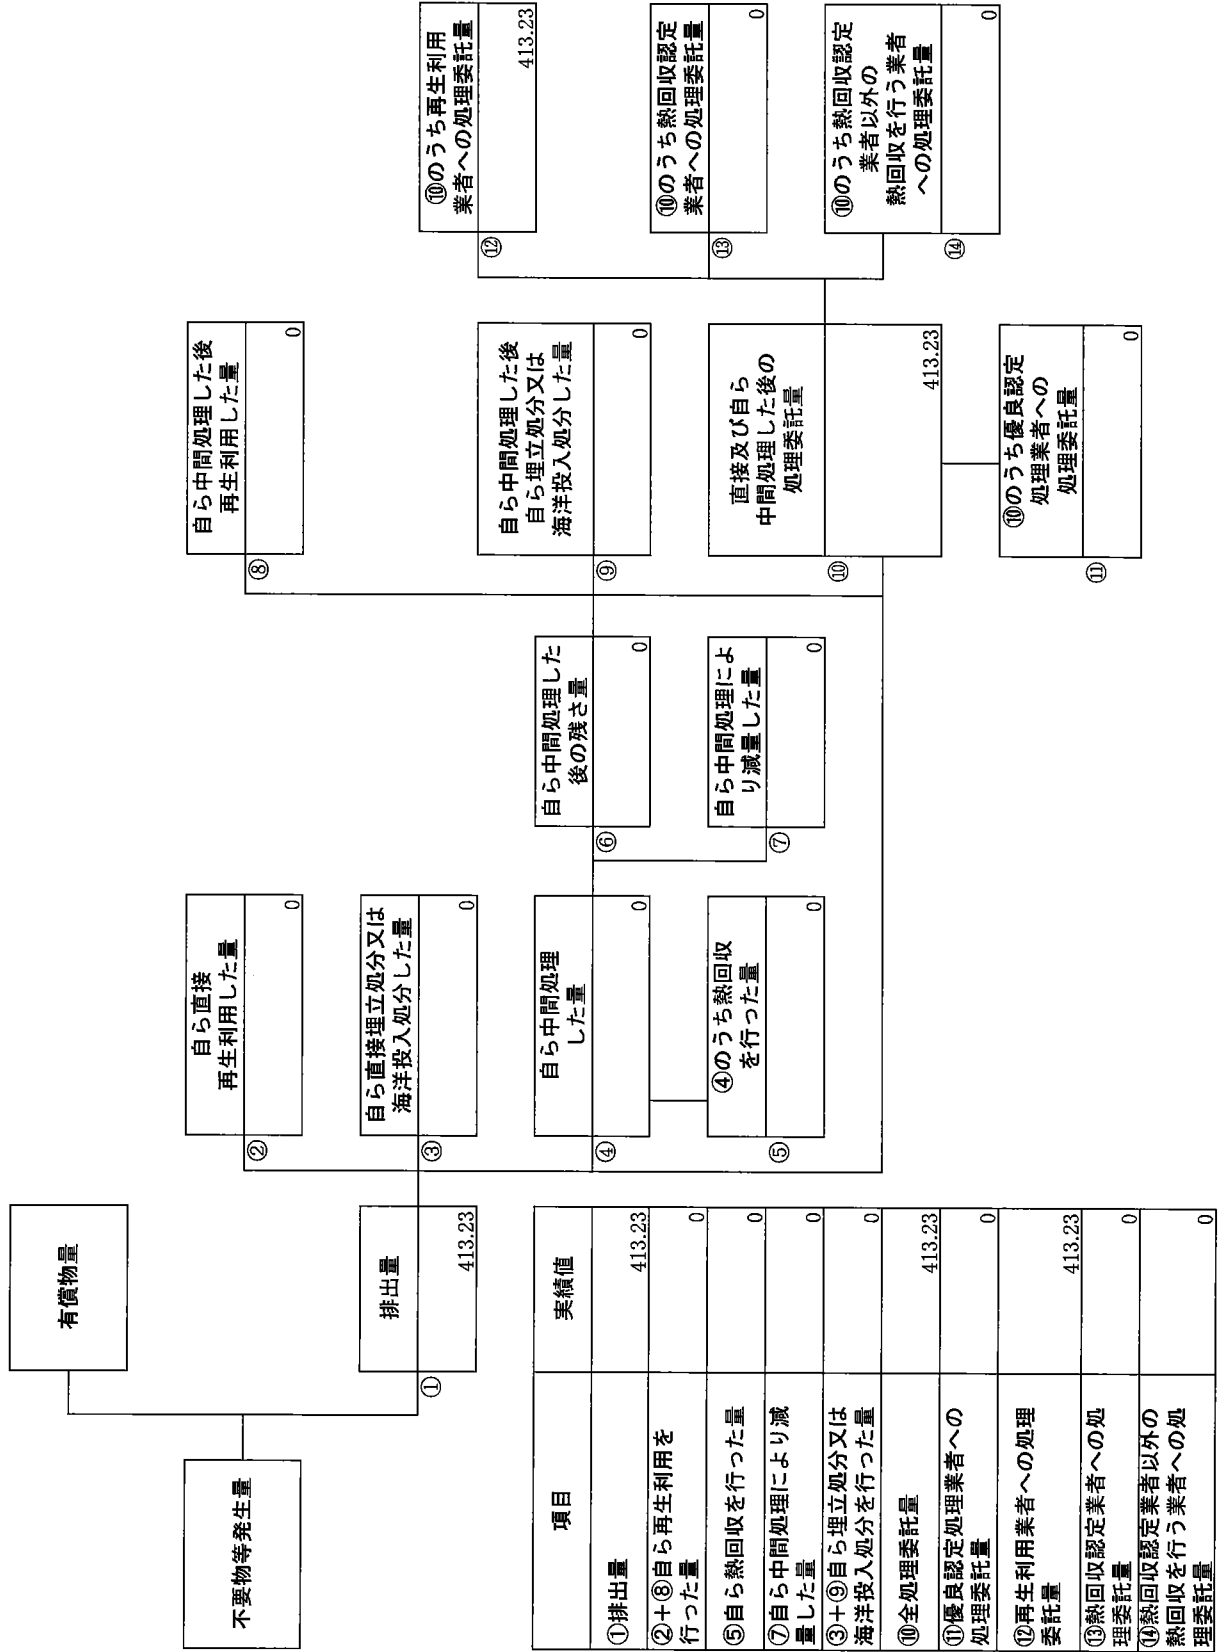 有償物量
不要物等発生量
排出量
413.23
①
自ら直接
再生利用した量
0
②
自ら直接埋立処分又は
海洋投入処分した量
0
③
自ら中間処理
した量
0
④
④のうち熱回収
を行った量
0
⑤
自ら中間処理した
後の残さ量
0
⑥
自ら中間処理によ
り減量した量
0
⑦
自ら中間処理した後
再生利用した量
0
⑧
自ら中間処理した後
自ら埋立処分又は
海洋投入処分した量
0
⑨
直接及び自ら
中間処理した後の
処理委託量
413.23
⑩
⑩のうち優良認定
処理業者への
処理委託量
0
⑪
⑩のうち再生利用
業者への処理委託量
413.23
⑫
⑩のうち熱回収認定
業者への処理委託量
0
⑬
⑩のうち熱回収認定
業者以外の
熱回収を行う業者
への処理委託量
0
⑭
項目 実績値
①排出量 413.23
②+⑧自ら再生利用を
行った量 0
⑤自ら熱回収を行った量 0
⑦自ら中間処理により減
量した量 0
③+⑨自ら埋立処分又は
海洋投入処分を行った量 0
⑩全処理委託量 413.23
⑪優良認定処理業者への
処理委託量 0
⑫再生利用業者への処理
委託量 413.23
⑬熱回収認定業者への処
理委託量 0
⑭熱回収認定業者以外の
熱回収を行う業者への処
理委託量 0